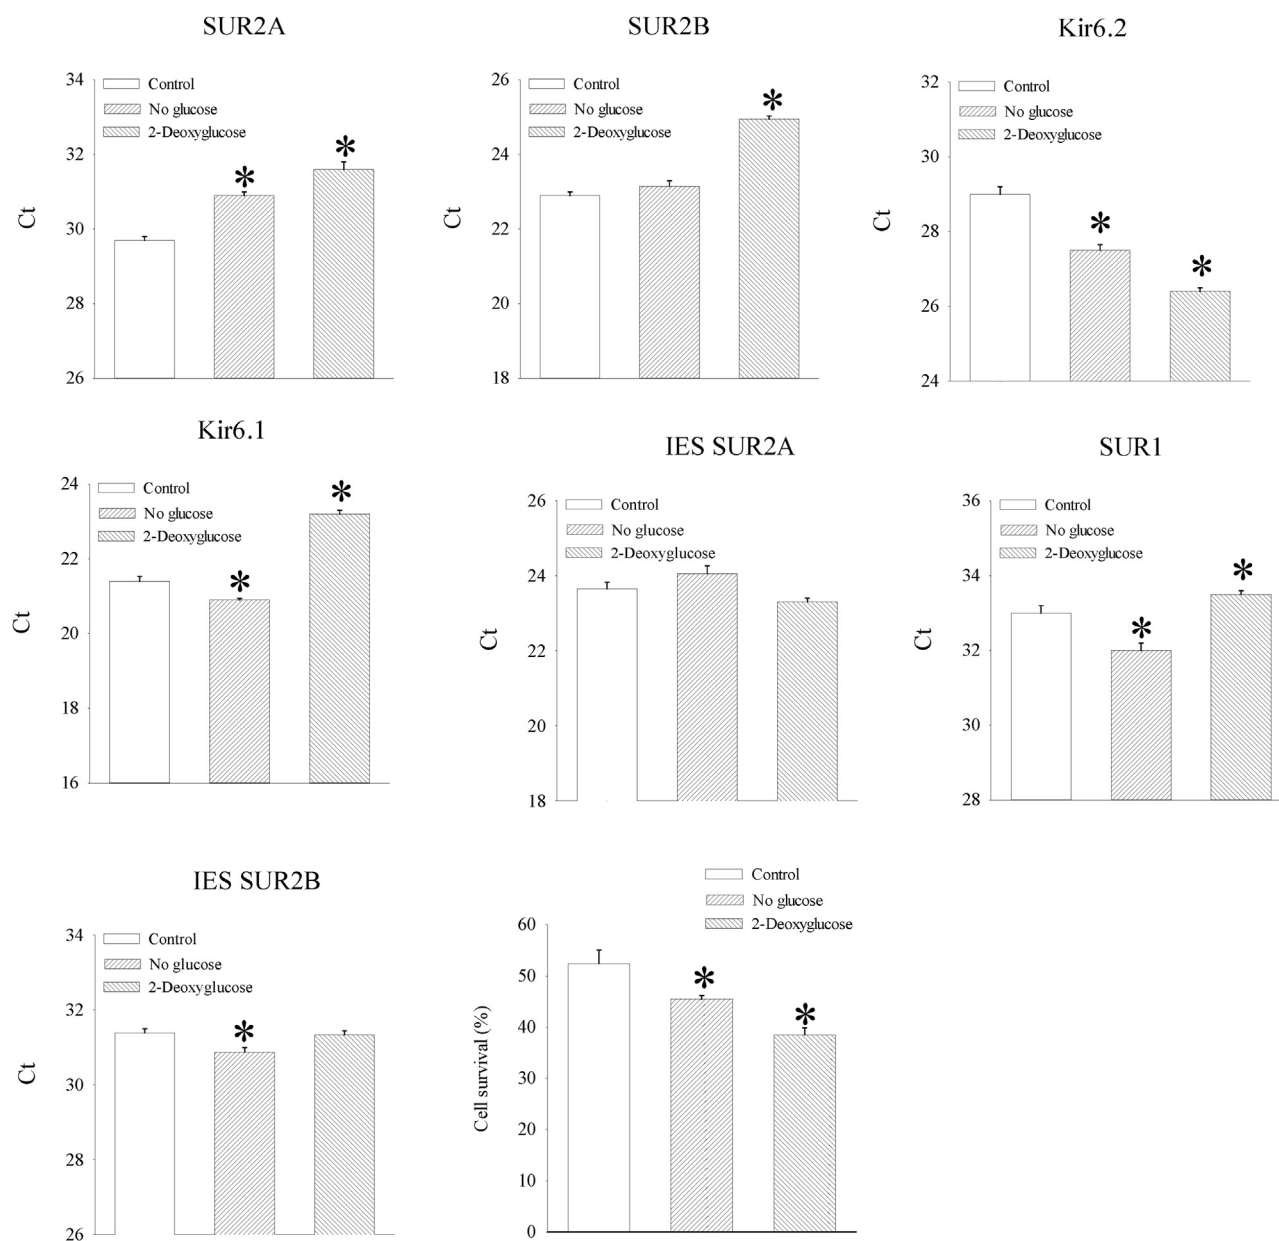 SUR2A
SUR2B
Kir6.2
Control
No glucose
2-Deoxyglucose
Ct
34
32
30
28
26
*
*
Control
No glucose
2-Deoxyglucose
Ct
26
24
22
20
18
*
Control
No glucose
2-Deoxyglucose
Ct
32
30
28
26
24
*
*
Kir6.1
IES SUR2A
SUR1
Control
No glucose
2-Deoxyglucose
Ct
24
22
20
18
16
*
*
Control
No glucose
2-Deoxyglucose
Ct
26
24
22
20
18
Control
No glucose
2-Deoxyglucose
Ct
36
34
32
30
28
*
*
IES SUR2B
Control
No glucose
2-Deoxyglucose
Ct
34
32
30
28
26
*
Control
No glucose
2-Deoxyglucose
Cell survival (%)
60
50
40
30
20
10
0
*
*